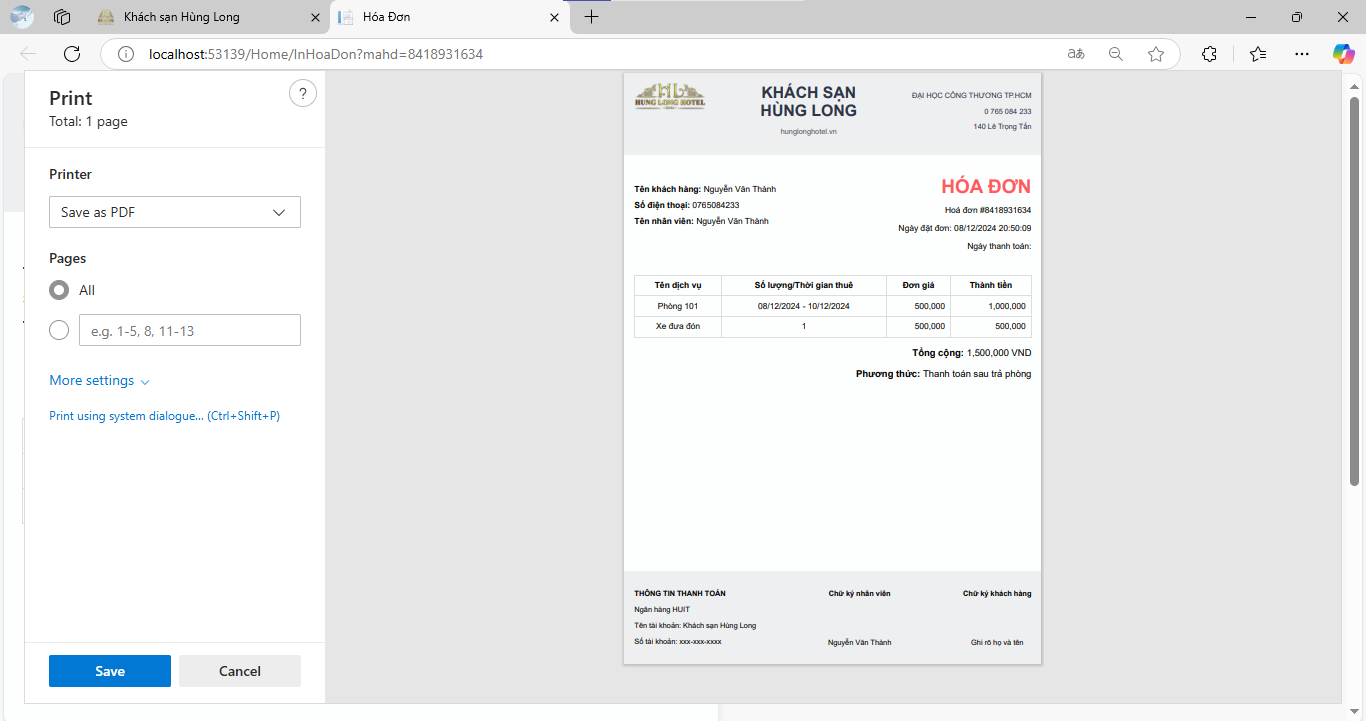 Khách sạn Hùng Long
Hóa Đơn
localhost:53139/Home/InHoaDon?mahd=8418931634
aあ
Print
?
Total: 1 page
Printer
Save as PDF
Pages
All
e.g. 1-5, 8, 11-13
More settings
Print using system dialogue... (Ctrl+Shift+P)
Save
Cancel
HL
HUNG LONG HOTEL
KHÁCH SẠN
HÙNG LONG
hunglonghotel.vn
ĐẠI HỌC CÔNG THƯƠNG TP.HCM
0 765 084 233
140 Lê Trọng Tấn
Tên khách hàng: Nguyễn Văn Thành
Số điện thoại: 0765084233
Tên nhân viên: Nguyễn Văn Thành
HÓA ĐƠN
Hoá đơn #8418931634
Ngày đặt đơn: 08/12/2024 20:50:09
Ngày thanh toán:
Tên dịch vụ Số lượng/Thời gian thuê Đơn giá Thành tiền
Phòng 101 08/12/2024 - 10/12/2024 500,000 1,000,000
Xe đưa đón 1 500,000 500,000
Tổng cộng: 1,500,000 VND
Phương thức: Thanh toán sau trả phòng
THÔNG TIN THANH TOÁN
Ngân hàng HUIT
Tên tài khoản: Khách sạn Hùng Long
Số tài khoản: xxx-xxx-xxxx
Chữ ký nhân viên
Nguyễn Văn Thành
Chữ ký khách hàng
Ghi rõ họ và tên